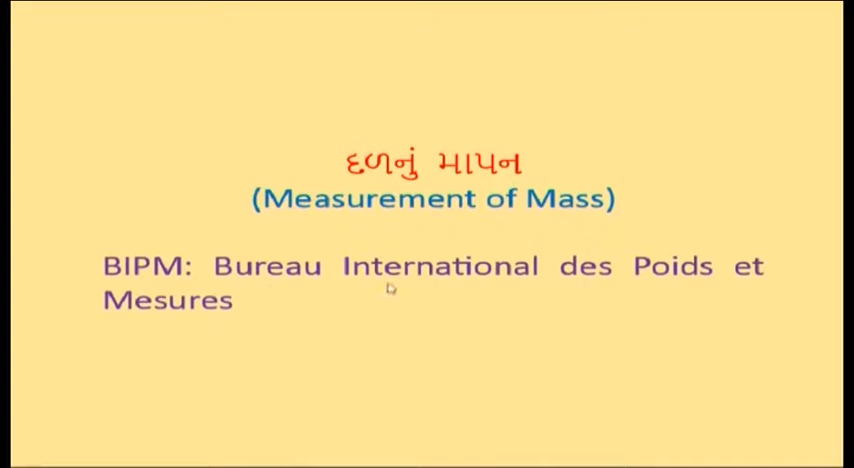 દળનું માપન
(Measurement of Mass)
BIPM: Bureau International des Poids et
Mesures